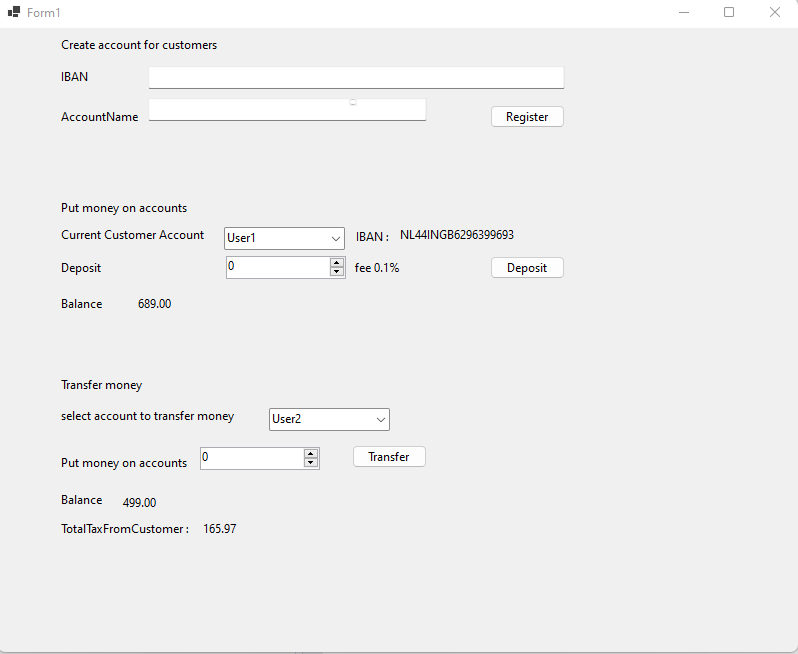 Form1
Create account for customers
IBAN
AccountName Register
Put money on accounts
Current Customer Account User1 IBAN : NL44INGB6296399693
Deposit 0 fee 0.1% Deposit
Balance 689.00
Transfer money
select account to transfer money User2
Put money on accounts 0 Transfer
Balance 499.00
TotalTaxFromCustomer : 165.97